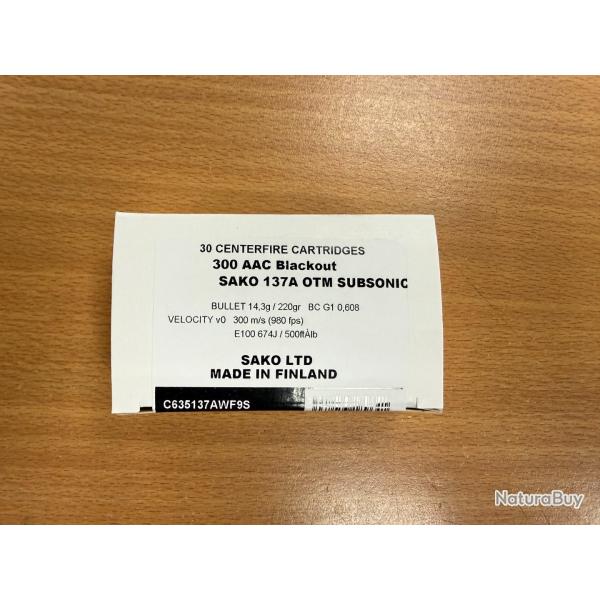 30 CENTERFIRE CARTRIDGES
300 AAC Blackout
SAKO 137A OTM SUBSONIC
BULLET 14,3g / 220gr BC G1 0,608
VELOCITY v0 300 m/s (980 fps)
E100 674J / 500ftÀlb
SAKO LTD
MADE IN FINLAND
C635137AWF9S
NaturaBuy